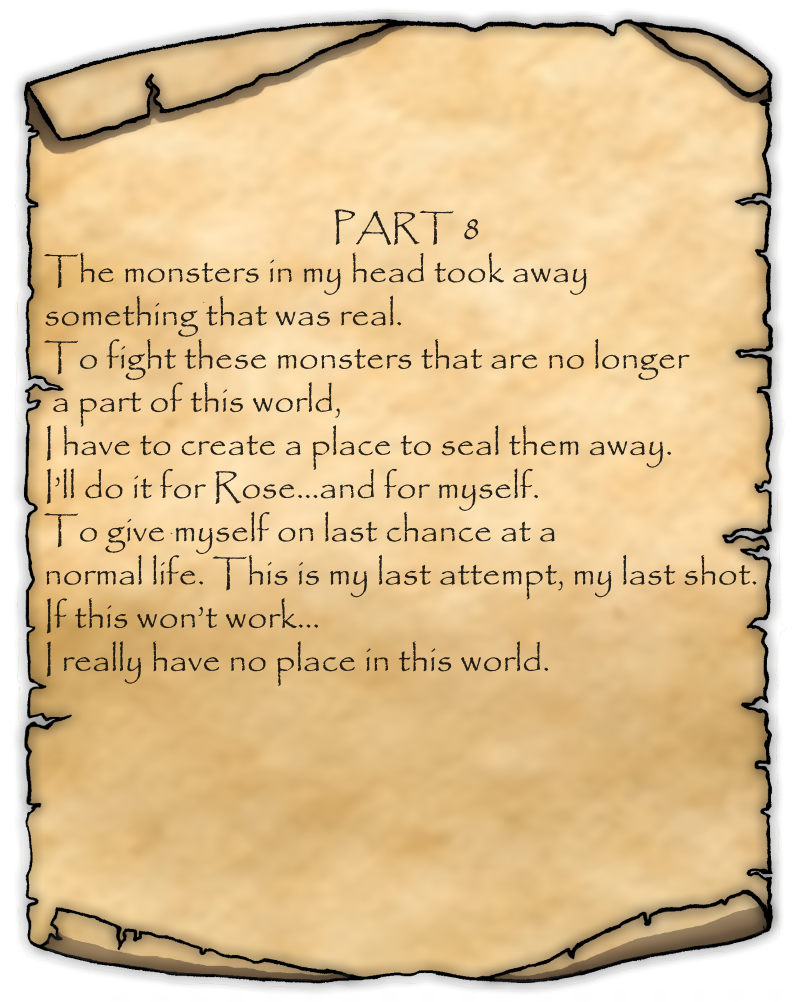 PART 8
The monsters in my head took away
something that was real.
To fight these monsters that are no longer
a part of this world,
I have to create a place to seal them away.
I'll do it for Rose...and for myself.
To give myself on last chance at a
normal life. This is my last attempt, my last shot.
If this won't work...
I really have no place in this world.